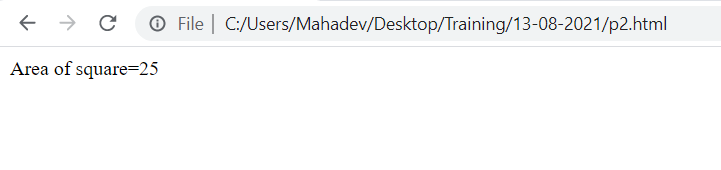 File | C:/Users/Mahadev/Desktop/Training/13-08-2021/p2.html
Area of square=25